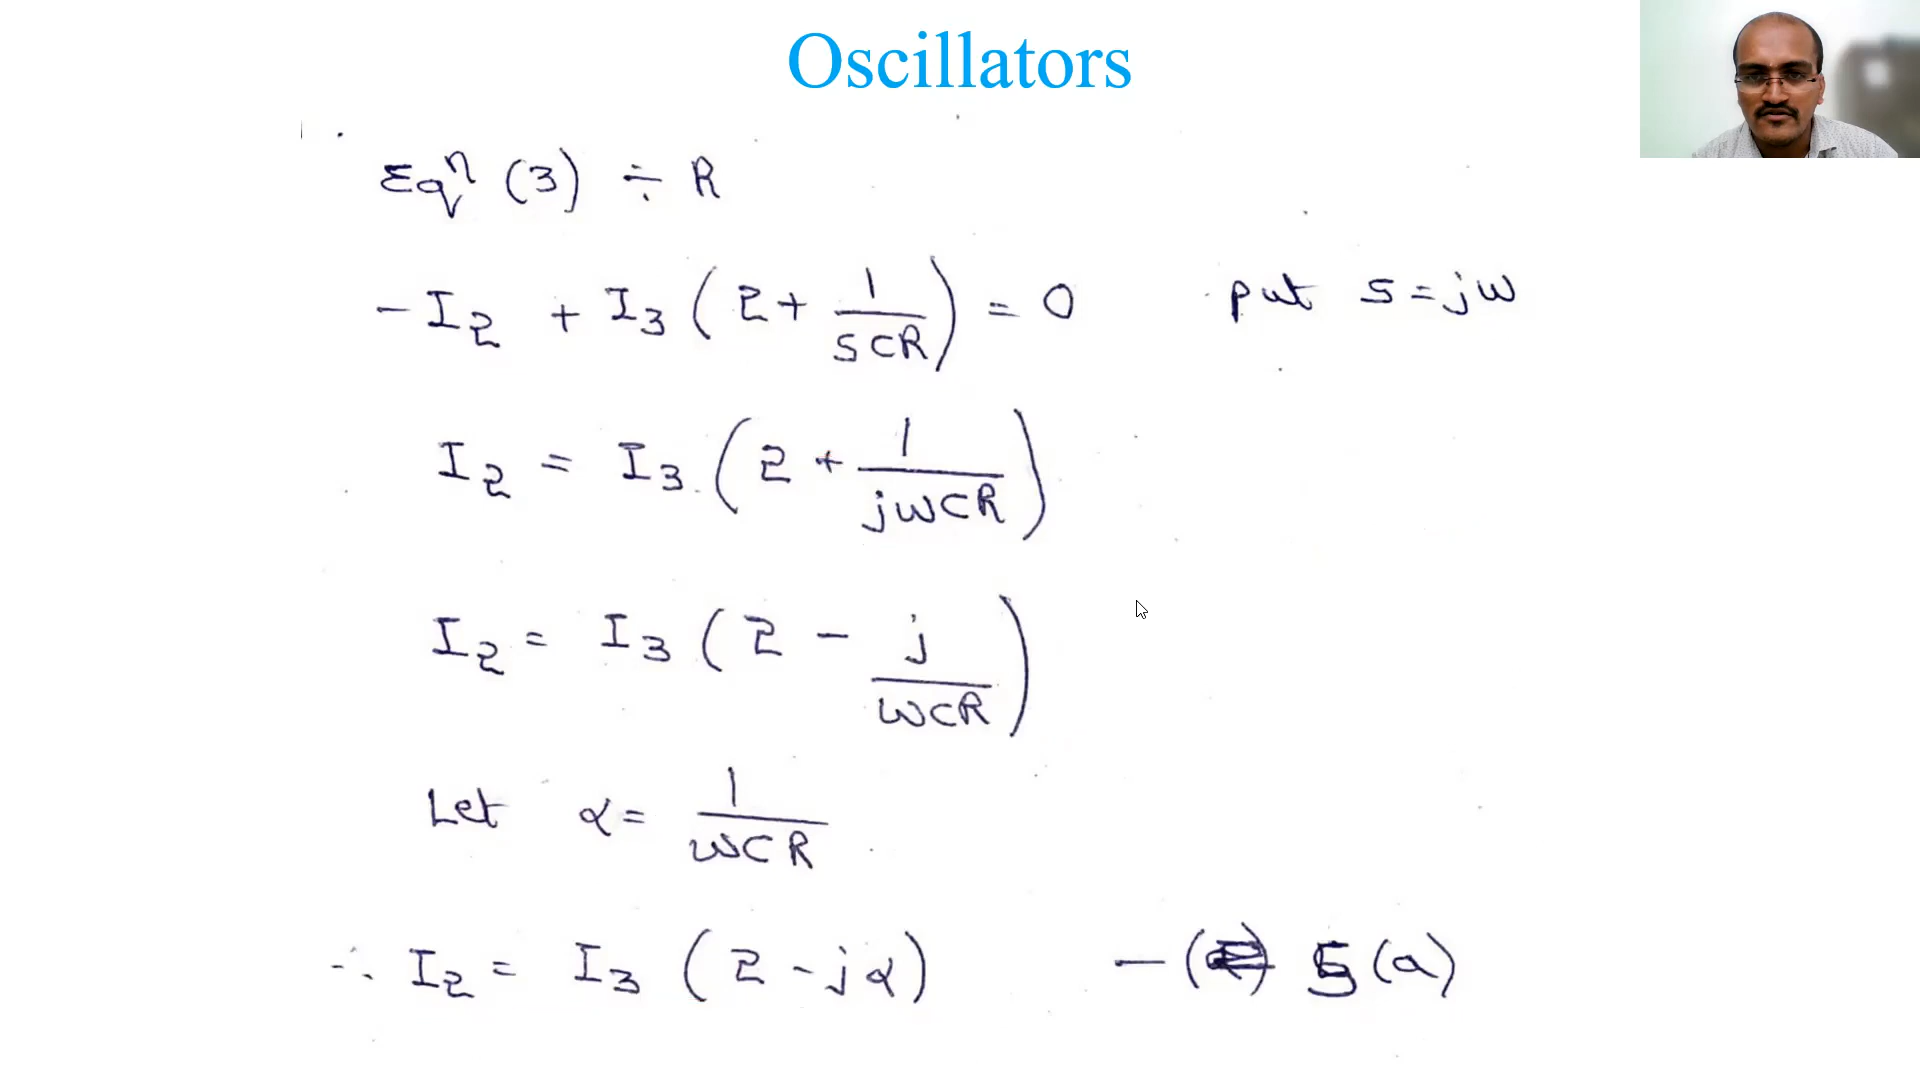 Oscillators
Eqⁿ (3) ÷ R
- I₂ + I₃ (2 + 1/SCR) = 0 put s = jω
I₂ = I₃ (2 + 1/jωCR)
I₂ = I₃ (2 - j/ωCR)
Let α = 1/ωCR
∴ I₂ = I₃ (2 - jα) — 5(a)